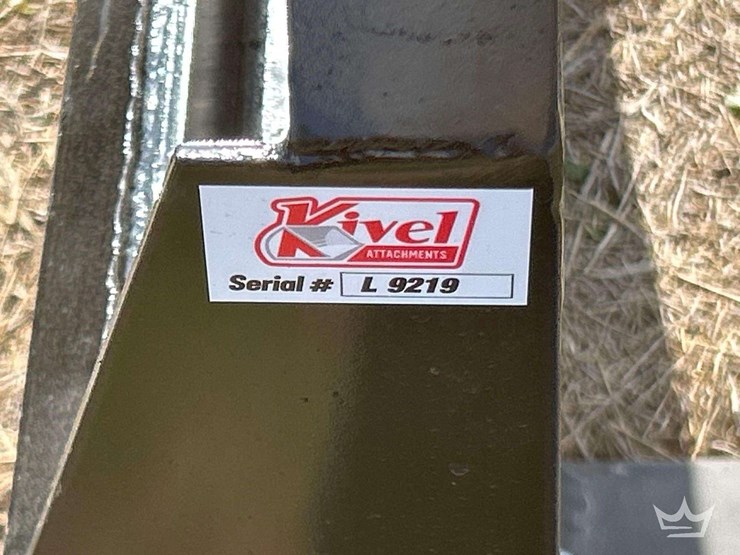 Kivel
ATTACHMENTS
Serial # L 9219